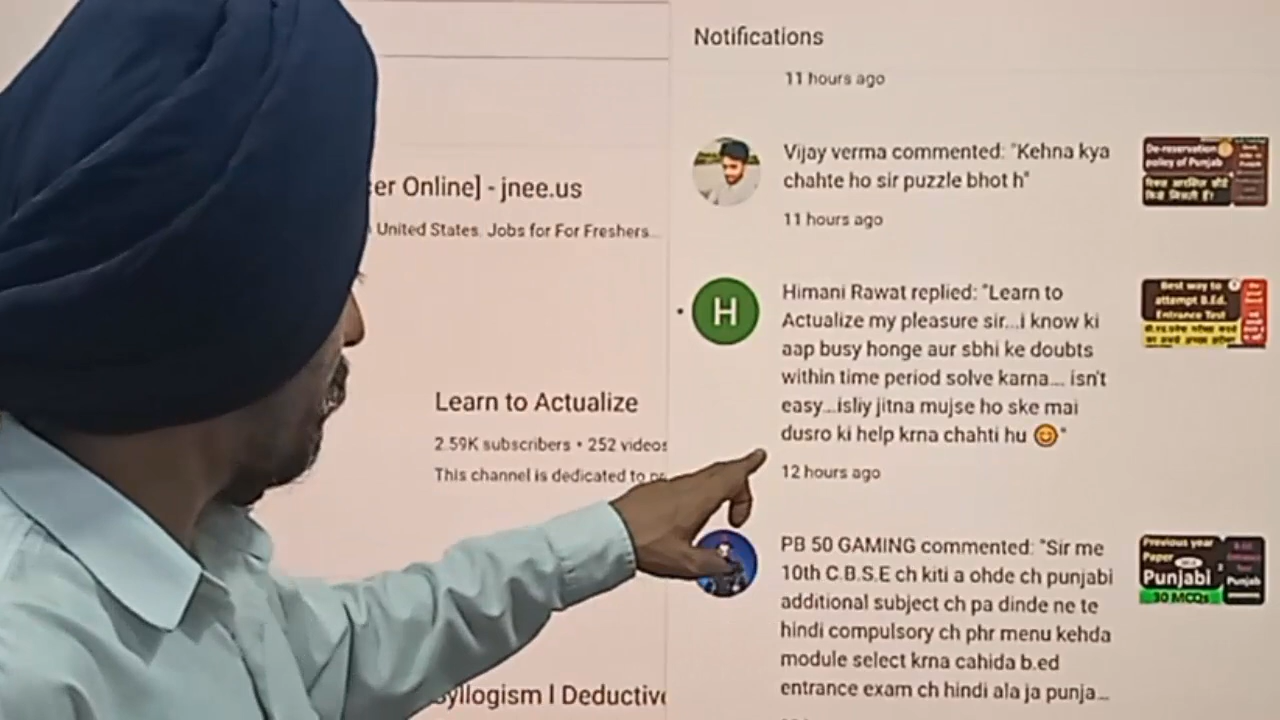 Notifications
11 hours ago
Vijay verma commented: "Kehna kya
chahte ho sir puzzle bhot h"
11 hours ago
De-reservation
policy of Punjab
er Online] - jnee.us
United States. Jobs for For Freshers...
Himani Rawat replied: "Learn to
Actualize my pleasure sir...i know ki
aap busy honge aur sbhi ke doubts
within time period solve karna.... isn't
easy...isliy jitna mujse ho ske mai
dusro ki help krna chahti hu 😊"
12 hours ago
H
Best way to
attempt B.Ed.
Entrance Test
Learn to Actualize
2.59K subscribers • 252 videos
This channel is dedicated to
PB 50 GAMING commented: "Sir me
10th C.B.S.E ch kiti a ohde ch punjabi
additional subject ch pa dinde ne te
hindi compulsory ch phr menu kehda
module select krna cahida b.ed
entrance exam ch hindi ala ja punja...
Previous year
Paper
Punjabi
30 MCQs
Punjab
yllogism l Deductiv